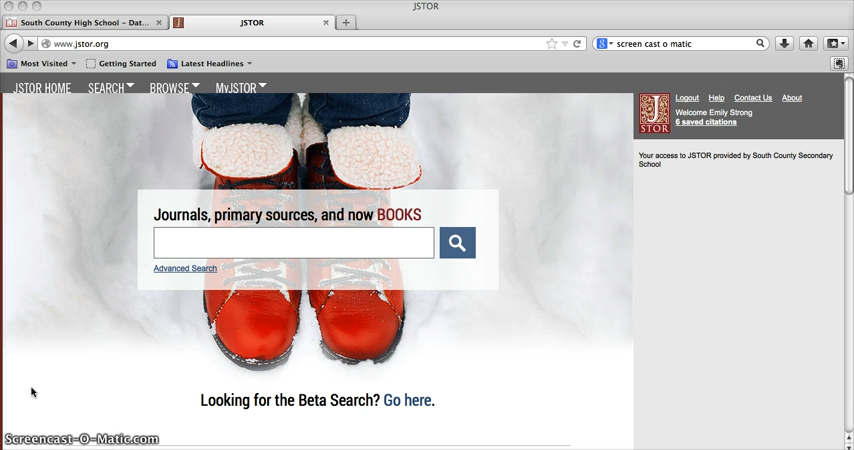 JSTOR
South County High School – Dat...
JSTOR
www.jstor.org
screen cast o matic
Most Visited
Getting Started
Latest Headlines
JSTOR HOME
SEARCH
BROWSE
MyJSTOR
Logout
Help
Contact Us
About
Welcome Emily Strong
6 saved citations
J
STOR
Your access to JSTOR provided by South County Secondary
School
Journals, primary sources, and now BOOKS
Advanced Search
Looking for the Beta Search? Go here.
Screencast-O-Matic.com